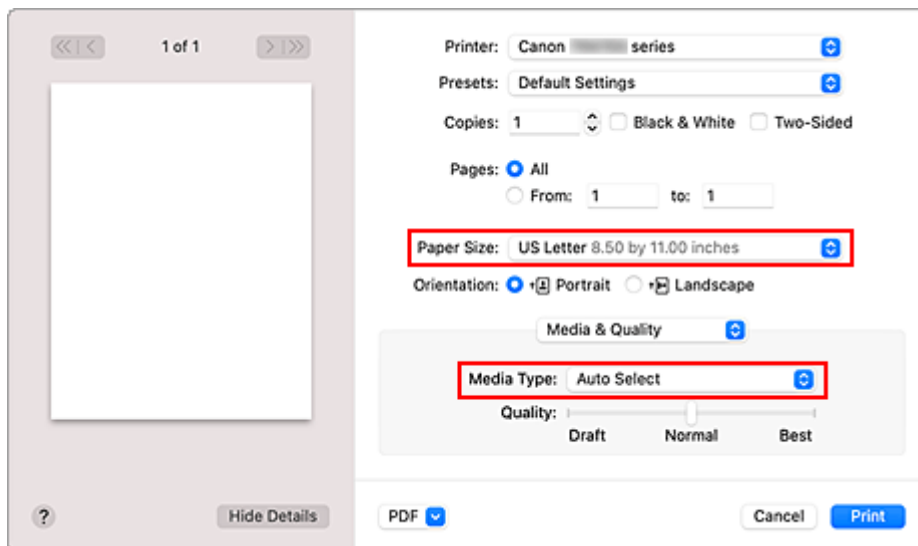 1 of 1
Printer: Canon series
Presets: Default Settings
Copies: 1 Black & White Two-Sided
Pages: All
From: 1 to: 1
Paper Size: US Letter 8.50 by 11.00 inches
Orientation: Portrait Landscape
Media & Quality
Media Type: Auto Select
Quality:
Draft Normal Best
? Hide Details PDF Cancel Print